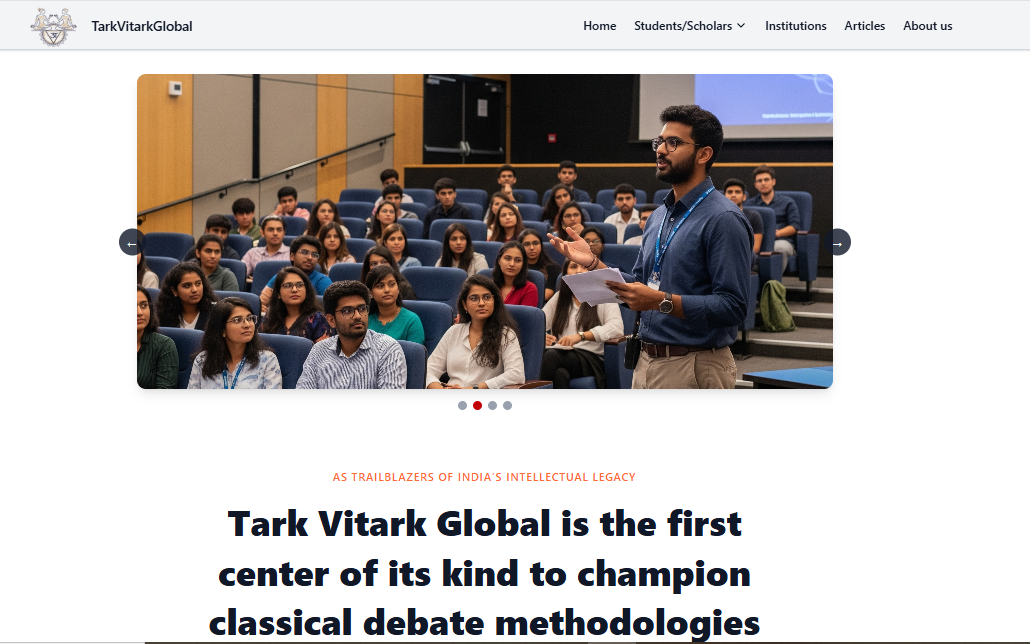 TarkVitarkGlobal
Home Students/Scholars Institutions Articles About us
← →
AS TRAILBLAZERS OF INDIA'S INTELLECTUAL LEGACY
Tark Vitark Global is the first
center of its kind to champion
classical debate methodologies